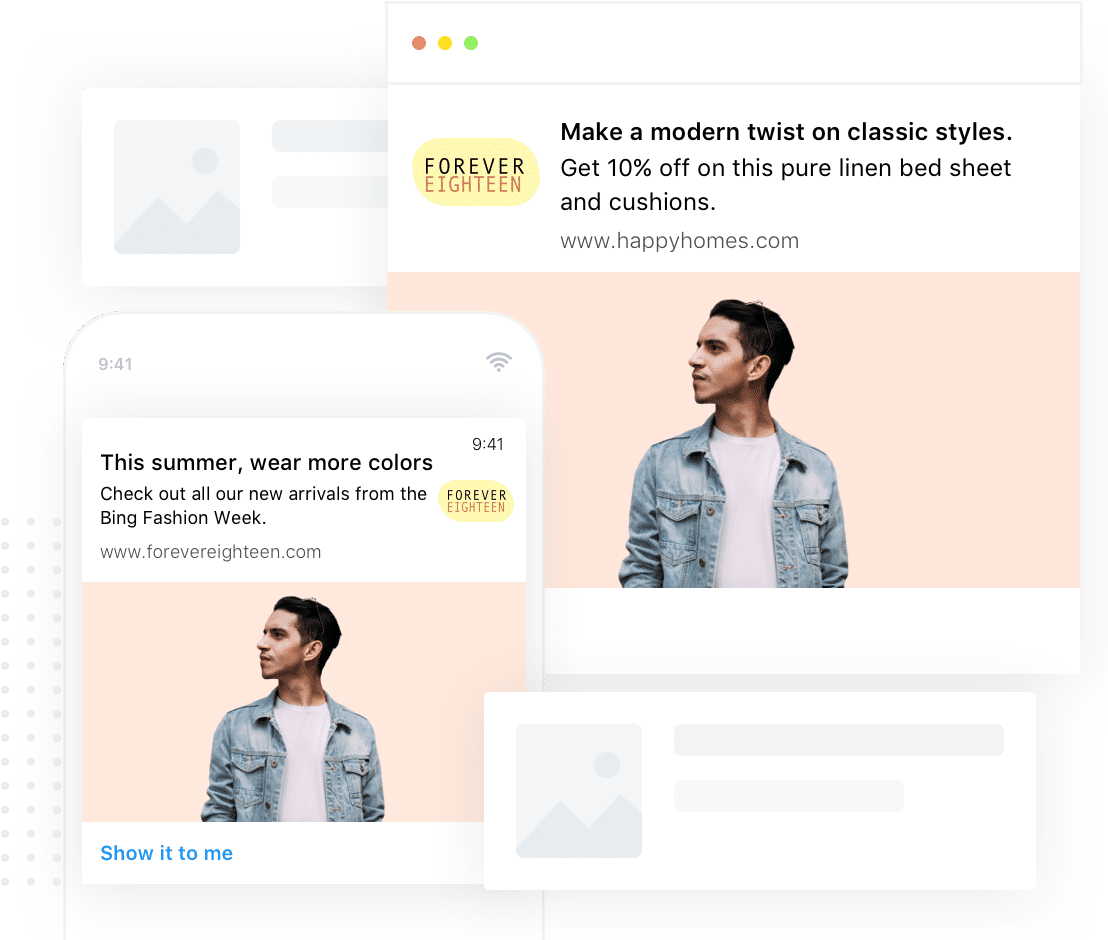 FOREVER
EIGHTEEN
Make a modern twist on classic styles.
Get 10% off on this pure linen bed sheet
and cushions.
www.happyhomes.com
9:41
9:41
This summer, wear more colors
Check out all our new arrivals from the
Bing Fashion Week.
FOREVER
EIGHTEEN
www.forevereighteen.com
Show it to me